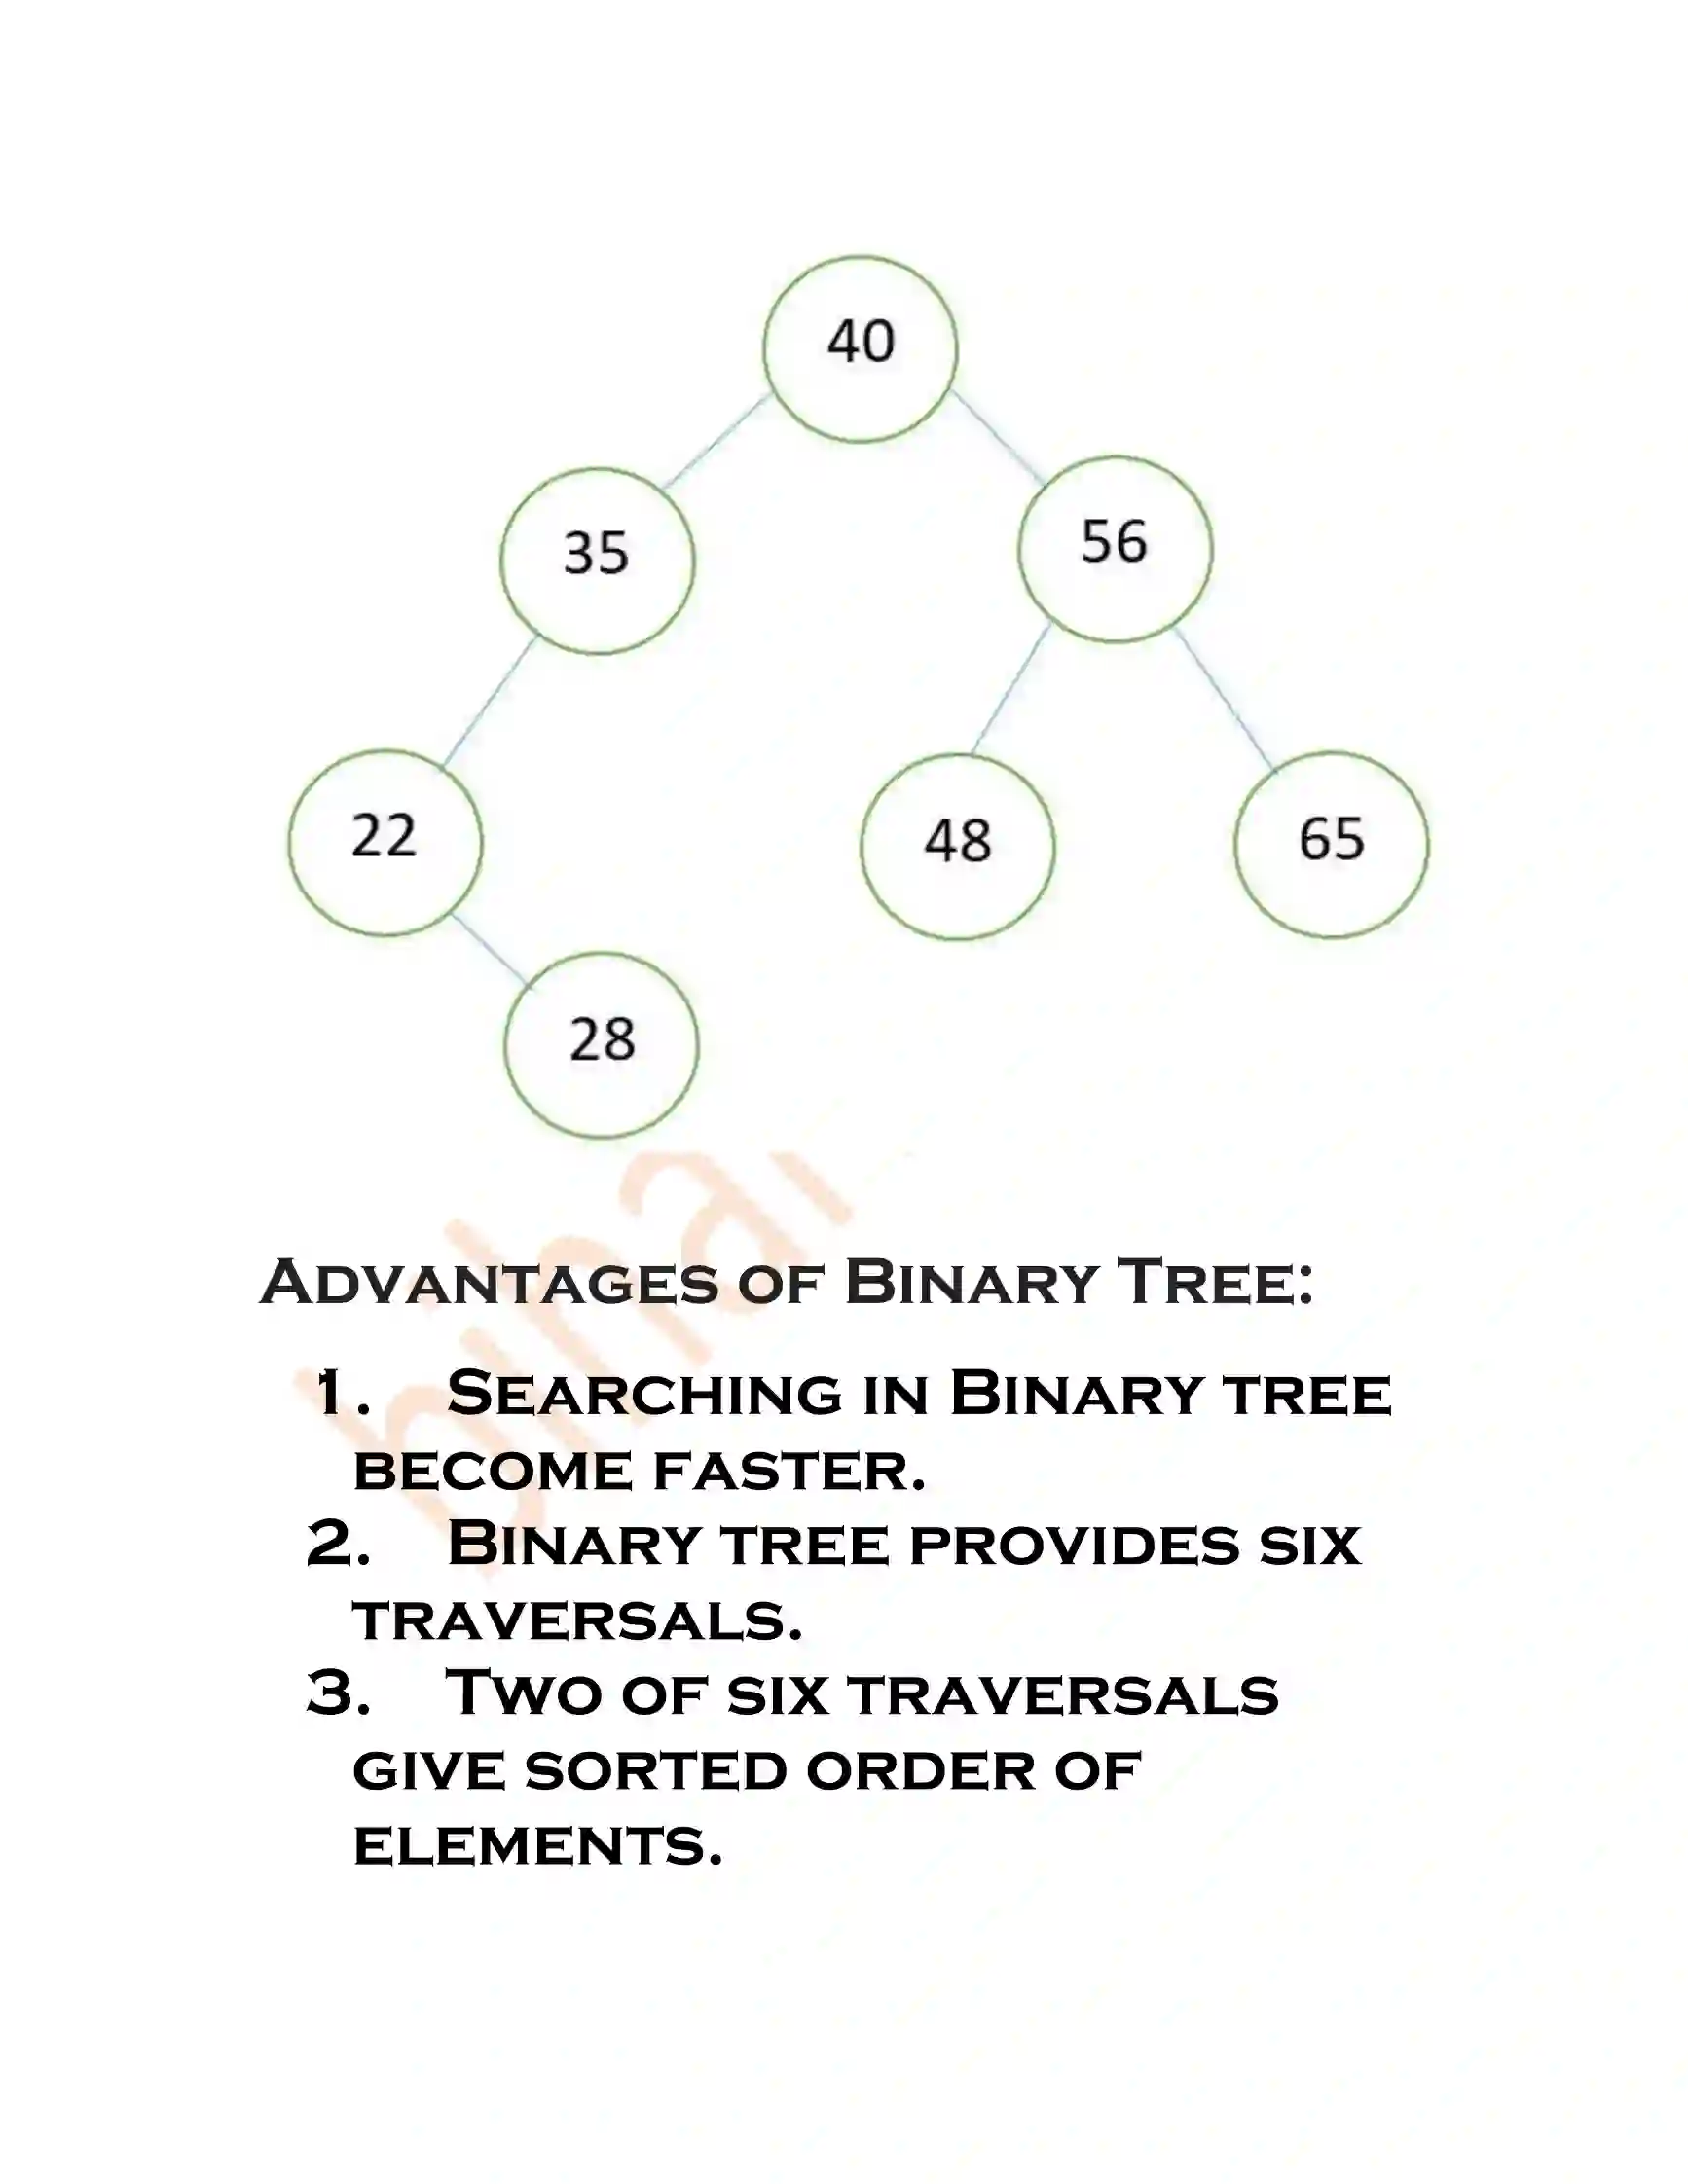 40
35
56
22
48
65
28
Advantages of Binary Tree:
1. Searching in Binary tree
become faster.
2. Binary tree provides six
traversals.
3. Two of six traversals
give sorted order of
elements.